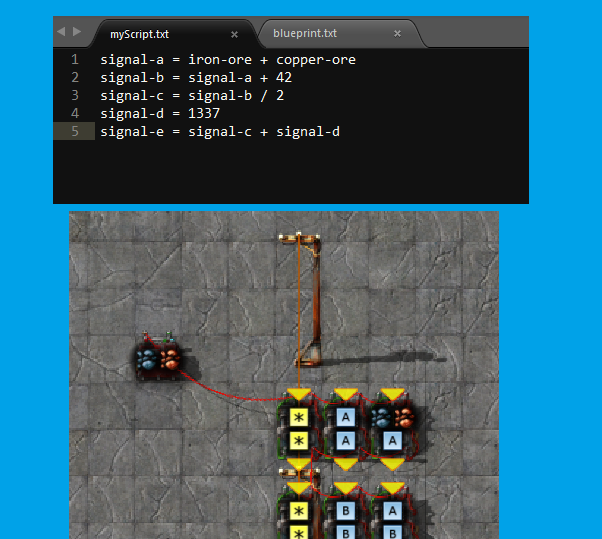 myScript.txt × blueprint.txt ×
1 signal-a = iron-ore + copper-ore
2 signal-b = signal-a + 42
3 signal-c = signal-b / 2
4 signal-d = 1337
5 signal-e = signal-c + signal-d
* A
* A A
* B A
* B B